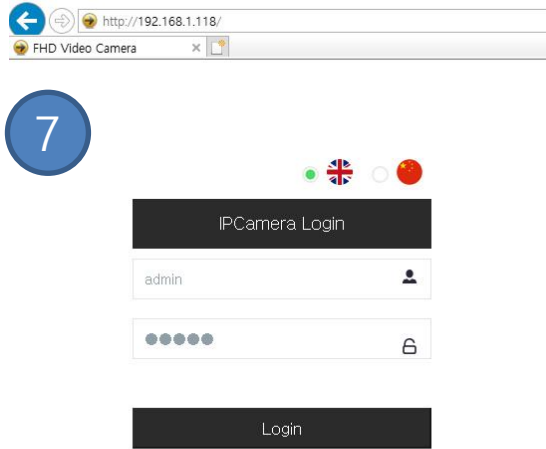 http://192.168.1.118/
FHD Video Camera
7
IPCamera Login
admin
Login